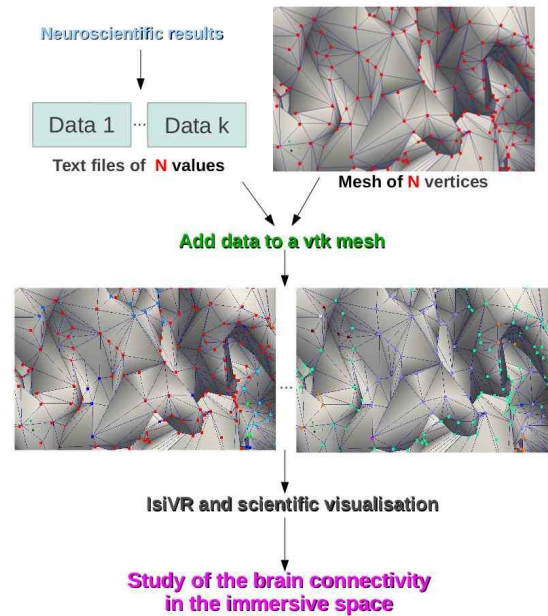 Neuroscientific results
Data 1 ... Data k
Text files of N values
Mesh of N vertices
Add data to a vtk mesh
...
IsiVR and scientific visualisation
Study of the brain connectivity
in the immersive space